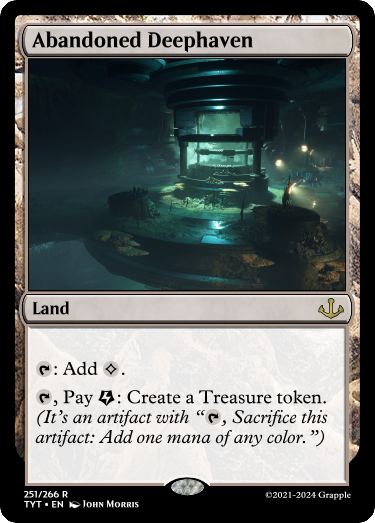 Abandoned Deephaven
Land
: Add .
, Pay : Create a Treasure token.
(It's an artifact with “, Sacrifice this
artifact: Add one mana of any color.”)
251/266 R
TYT • EN John Morris
©2021-2024 Grapple